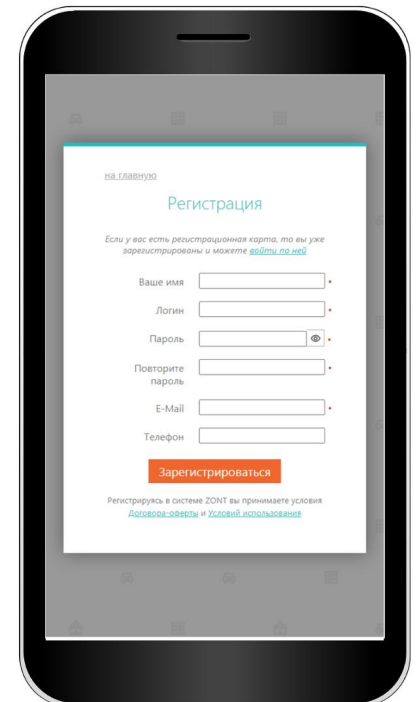 на главную
Регистрация
Если у вас есть регистрационная карта, то вы уже
зарегистрированы и можете войти по ней
Ваше имя
Логин
Пароль
Повторите
пароль
E-Mail
Телефон
Зарегистрироваться
Регистрируясь в системе ZONT вы принимаете условия
Договора-оферты и Условий использования